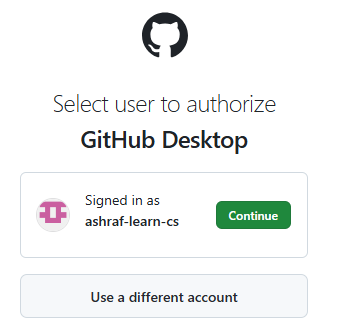 Select user to authorize
GitHub Desktop
Signed in as
ashraf-learn-cs
Continue
Use a different account